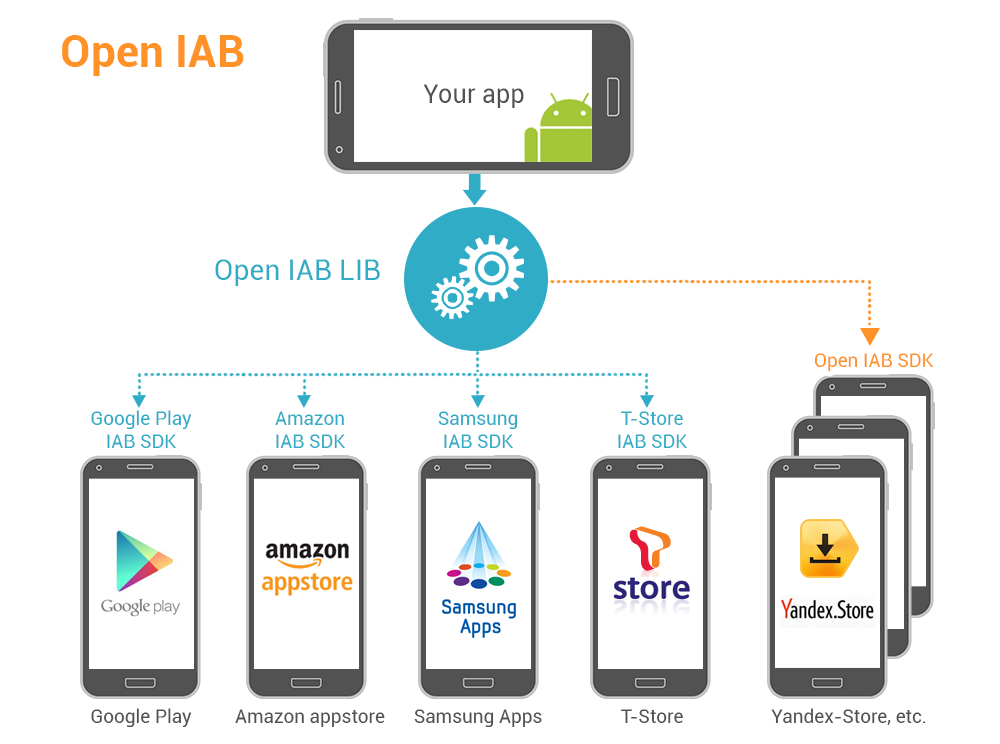 Open IAB
Your app
Open IAB LIB
Open IAB SDK
Google Play
IAB SDK
Amazon
IAB SDK
Samsung
IAB SDK
T-Store
IAB SDK
Google play
amazon
appstore
Samsung
Apps
T
store
Yandex.Store
Google Play
Amazon appstore
Samsung Apps
T-Store
Yandex-Store, etc.